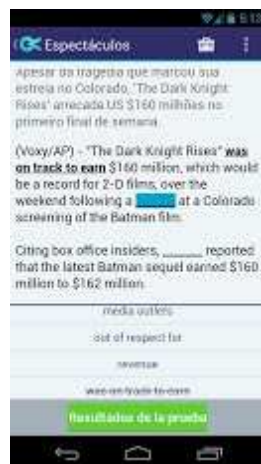 Espectáculos
Apesar da tragédia que marcou sua
estreia no Colorado, 'The Dark Knight
Rises' arrecada US $160 milhões no
primeiro final de semana.
(Voxy/AP) - "The Dark Knight Rises" was
on track to earn $160 million, which would
be a record for 2-D films, over the
weekend following a at a Colorado
screening of the Batman film.
Citing box office insiders, ______ reported
that the latest Batman sequel earned $160
million to $162 million.
media outlets
out of respect for
revenue
was on track to earn
Resultados de la prueba